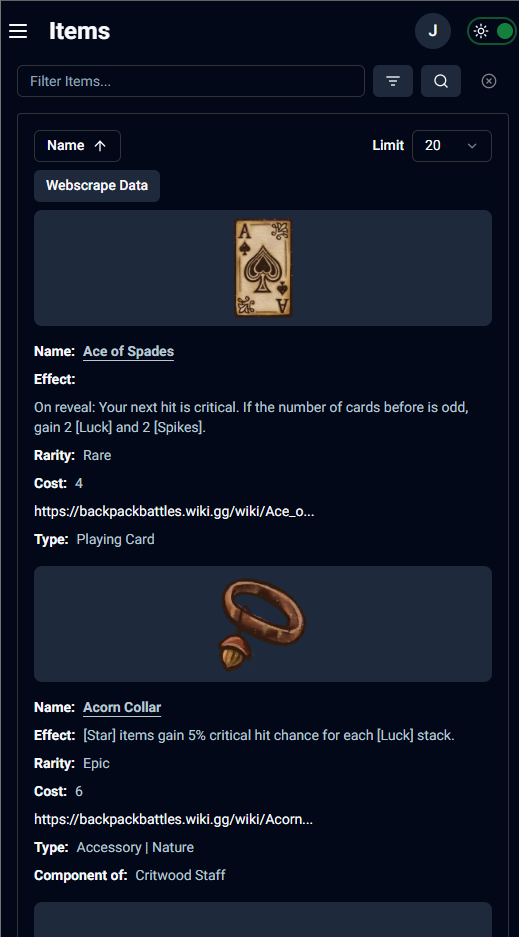 Items
J
Filter Items...
Name
Limit
20
Webscrape Data
A
A
Name: Ace of Spades
Effect:
On reveal: Your next hit is critical. If the number of cards before is odd,
gain 2 [Luck] and 2 [Spikes].
Rarity: Rare
Cost: 4
https://backpackbattles.wiki.gg/wiki/Ace_o...
Type: Playing Card
Name: Acorn Collar
Effect: [Star] items gain 5% critical hit chance for each [Luck] stack.
Rarity: Epic
Cost: 6
https://backpackbattles.wiki.gg/wiki/Acorn...
Type: Accessory | Nature
Component of: Critwood Staff